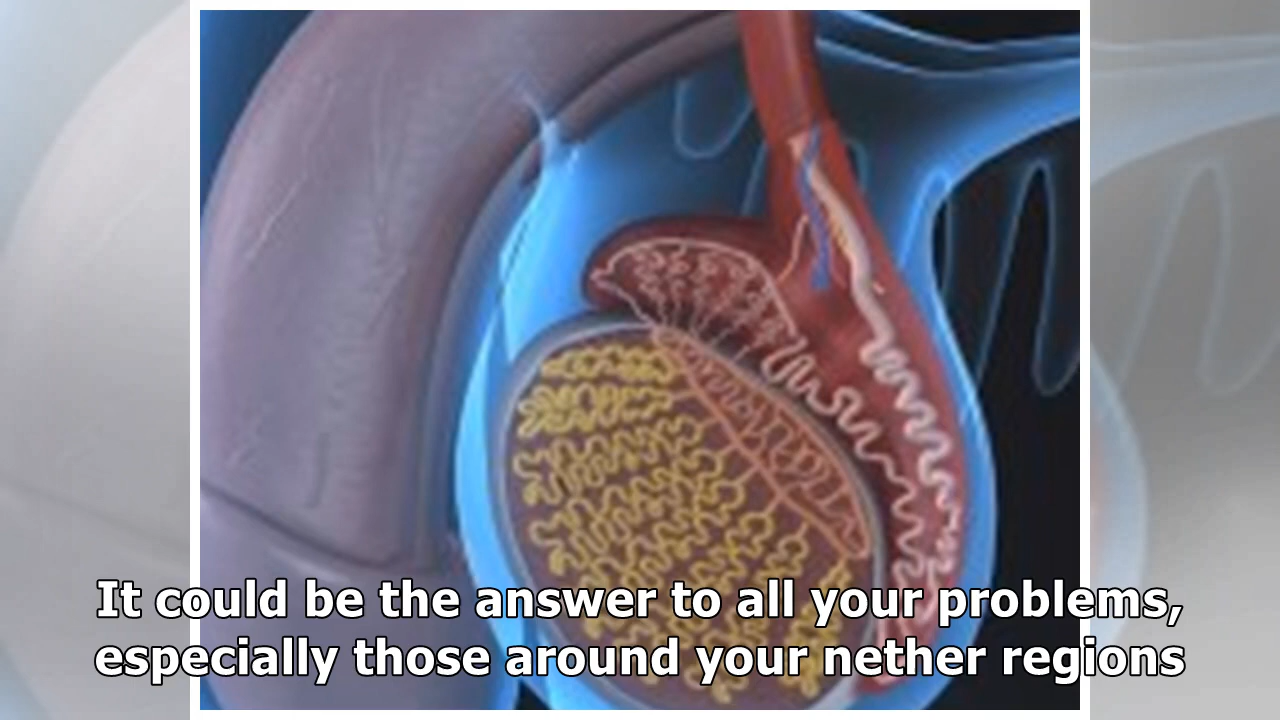 It could be the answer to all your problems,
especially those around your nether regions